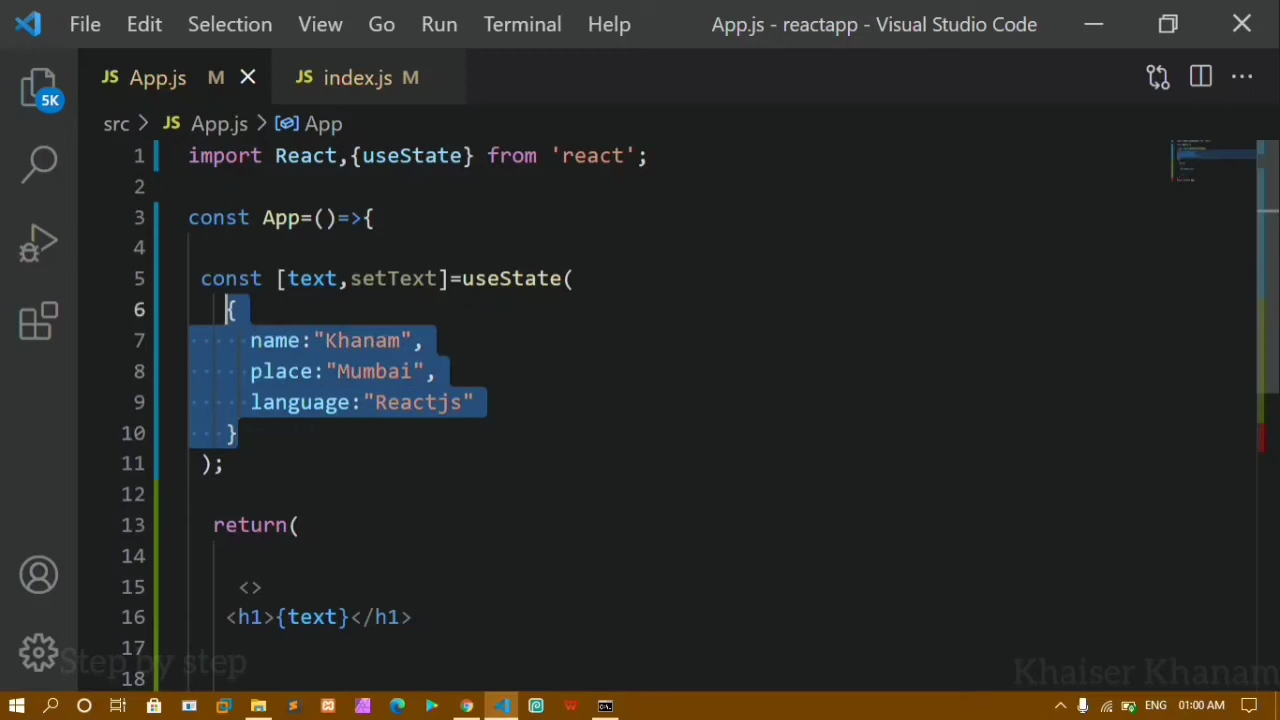 File Edit Selection View Go Run Terminal Help App.js - reactapp - Visual Studio Code
JS App.js M JS index.js M
5K
src > JS App.js > App
1 import React,{useState} from 'react';
2
3 const App=()=>{
4
5 const [text,setText]=useState(
6 {
7 name:"Khanam",
8 place:"Mumbai",
9 language:"Reactjs"
10 }
11 );
12
13 return(
14
15 <>
16 <h1>{text}</h1>
17
18
Step by step
Khaiser Khanam
ENG 01:00 AM